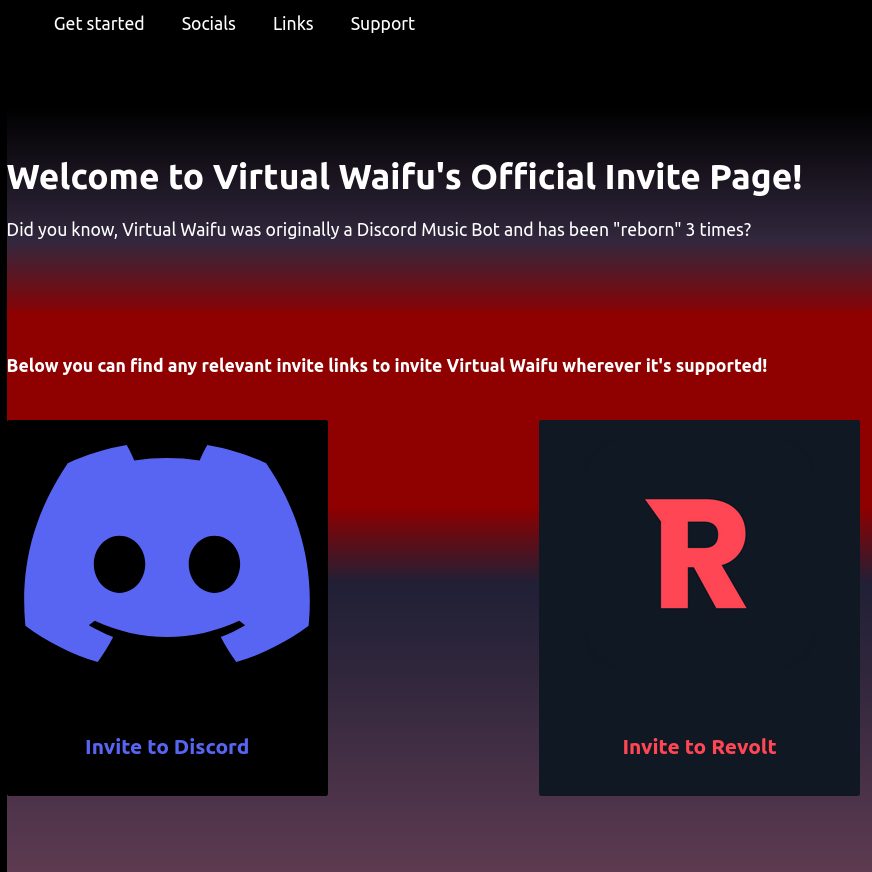 Get started Socials Links Support
Welcome to Virtual Waifu's Official Invite Page!
Did you know, Virtual Waifu was originally a Discord Music Bot and has been "reborn" 3 times?
Below you can find any relevant invite links to invite Virtual Waifu wherever it's supported!
R
Invite to Discord
Invite to Revolt